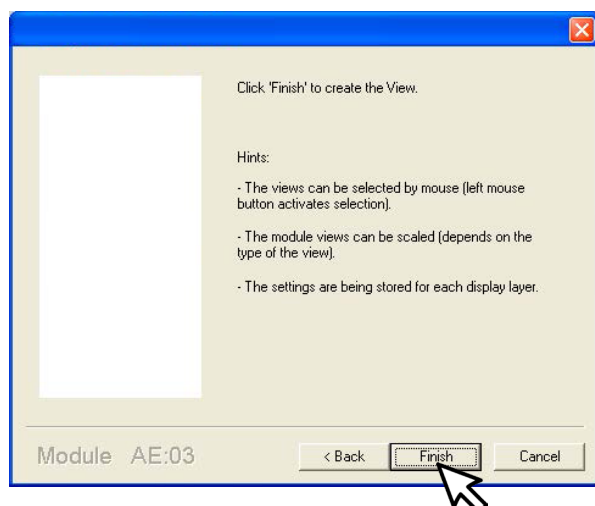 Click 'Finish' to create the View.
Hints:
- The views can be selected by mouse (left mouse
button activates selection).
- The module views can be scaled (depends on the
type of the view).
- The settings are being stored for each display layer.
Module AE:03
< Back Finish Cancel